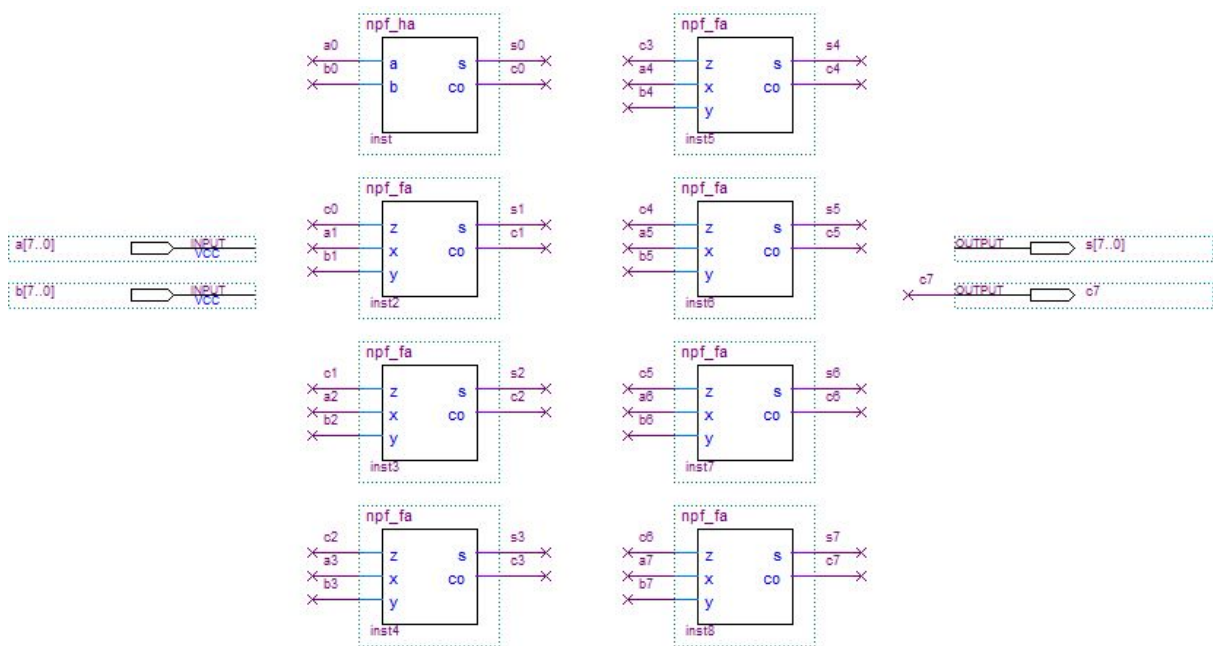 a[7..0] INPUT
VCC
b[7..0] INPUT
VCC
npf_ha
a0 s0
b0 a s c0
b co
inst
npf_fa
c0 s1
a1 z s c1
b1 x co
y
inst2
npf_fa
c1 s2
a2 z s c2
b2 x co
y
inst3
npf_fa
c2 s3
a3 z s c3
b3 x co
y
inst4
npf_fa
c3 s4
a4 z s c4
b4 x co
y
inst5
npf_fa
c4 s5
a5 z s c5
b5 x co
y
inst6
npf_fa
c5 s6
a6 z s c6
b6 x co
y
inst7
npf_fa
c6 s7
a7 z s c7
b7 x co
y
inst8
OUTPUT s[7..0]
c7 OUTPUT c7